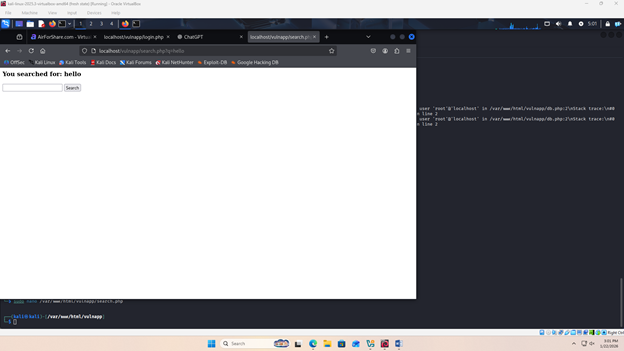 kali-linux-2025.3-virtualbox-amd64 [Running] - Oracle VirtualBox
File Machine View Input Devices Help
1 2 3 4
5:01
AirForShare.com - Virtu
localhost/vulnapp/login.php
ChatGPT
localhost/vulnapp/search.p
localhost/vulnapp/search.php?q=hello
OffSec Kali Linux Kali Tools Kali Docs Kali Forums Kali NetHunter Exploit-DB Google Hacking DB
You searched for: hello
Search
user 'root'@'localhost' in /var/www/html/vulnapp/db.php:2\nStack trace:\n#0
line 2
user 'root'@'localhost' in /var/www/html/vulnapp/db.php:2\nStack trace:\n#0
line 2
sudo nano /var/www/html/vulnapp/search.php
(kali㉿kali)-[/var/www/html/vulnapp]
$
Right Ctrl
Search
3:01 PM
1/22/2026